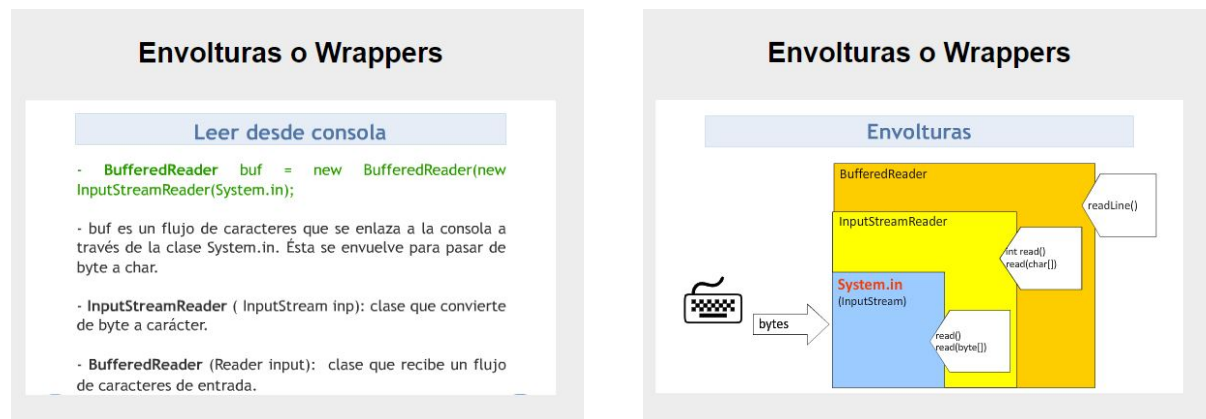 Envolturas o Wrappers
Leer desde consola
- BufferedReader buf = new BufferedReader(new
InputStreamReader(System.in);
- buf es un flujo de caracteres que se enlaza a la consola a
través de la clase System.in. Ésta se envuelve para pasar de
byte a char.
- InputStreamReader ( InputStream inp): clase que convierte
de byte a carácter.
- BufferedReader (Reader input): clase que recibe un flujo
de caracteres de entrada.
Envolturas o Wrappers
Envolturas
BufferedReader
readLine()
InputStreamReader
int read()
read(char[])
System.in
(InputStream)
bytes
read()
read(byte[])